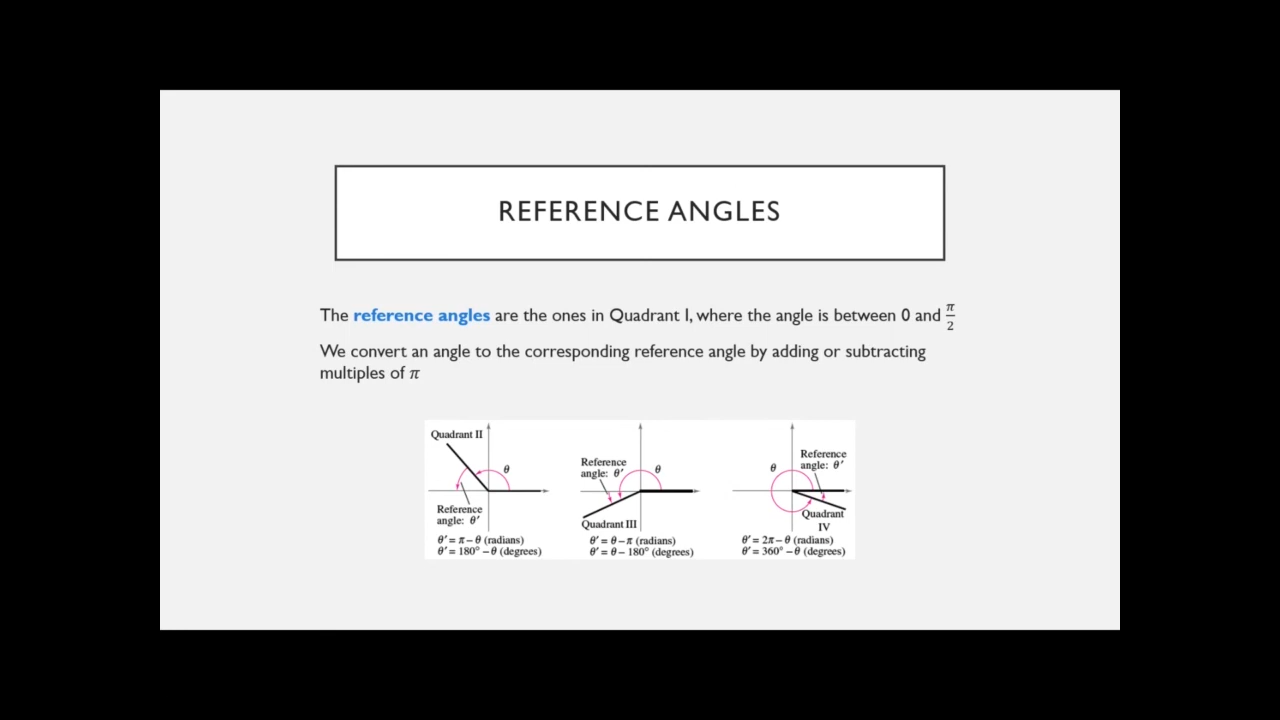 REFERENCE ANGLES
The reference angles are the ones in Quadrant I, where the angle is between 0 and π/2
We convert an angle to the corresponding reference angle by adding or subtracting
multiples of π
Quadrant II
θ
Reference
angle: θ′
θ′ = π − θ (radians)
θ′ = 180° − θ (degrees)
Reference
angle: θ′
θ
Quadrant III
θ′ = θ − π (radians)
θ′ = θ − 180° (degrees)
Reference
angle: θ′
θ
Quadrant
IV
θ′ = 2π − θ (radians)
θ′ = 360° − θ (degrees)